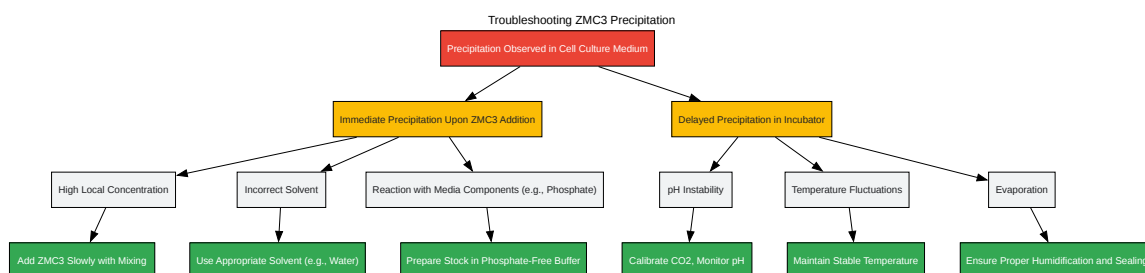 Troubleshooting ZMC3 Precipitation
Precipitation Observed in Cell Culture Medium
Immediate Precipitation Upon ZMC3 Addition
Delayed Precipitation in Incubator
High Local Concentration
Incorrect Solvent
Reaction with Media Components (e.g., Phosphate)
pH Instability
Temperature Fluctuations
Evaporation
Add ZMC3 Slowly with Mixing
Use Appropriate Solvent (e.g., Water)
Prepare Stock in Phosphate-Free Buffer
Calibrate CO2, Monitor pH
Maintain Stable Temperature
Ensure Proper Humidification and Sealing